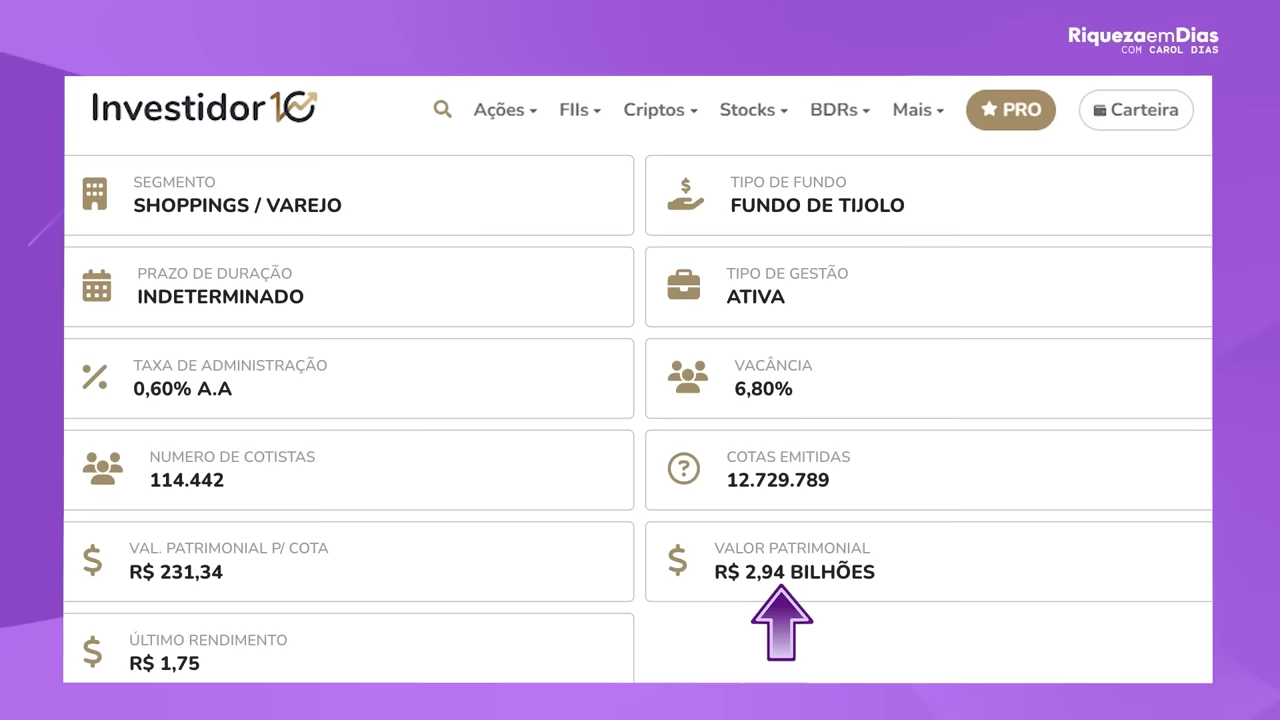 RiquezaemDias
COM CAROL DIAS
Investidor10
Ações
FIIs
Criptos
Stocks
BDRs
Mais
PRO
Carteira
SEGMENTO
SHOPPINGS / VAREJO
TIPO DE FUNDO
FUNDO DE TIJOLO
PRAZO DE DURAÇÃO
INDETERMINADO
TIPO DE GESTÃO
ATIVA
TAXA DE ADMINISTRAÇÃO
0,60% A.A
VACÂNCIA
6,80%
NUMERO DE COTISTAS
114.442
COTAS EMITIDAS
12.729.789
VAL. PATRIMONIAL P/ COTA
R$ 231,34
VALOR PATRIMONIAL
R$ 2,94 BILHÕES
ÚLTIMO RENDIMENTO
R$ 1,75